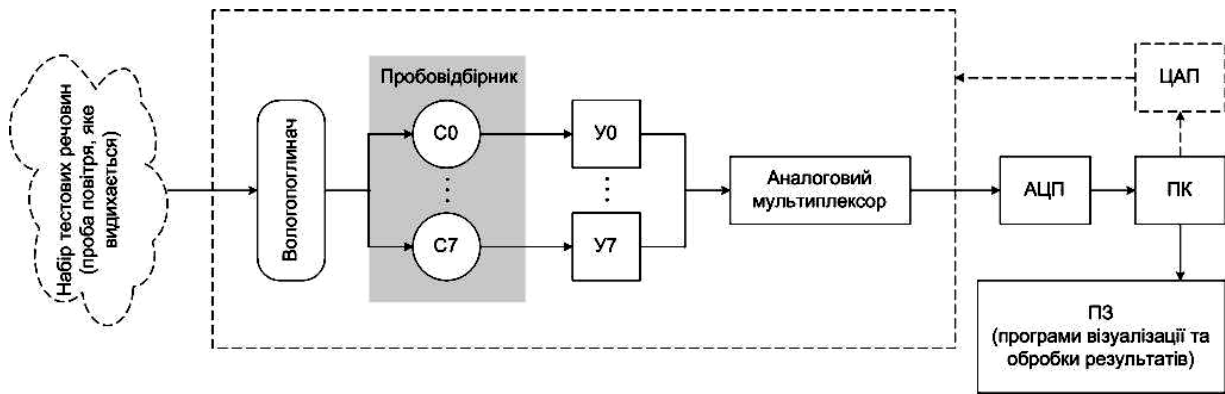 Набір тестових речовин
(проба повітря, яке
видихається)
Вологопоглинач
Пробовідбірник
С0
С7
У0
У7
Аналоговий
мультиплексор
АЦП
ЦАП
ПК
ПЗ
(програми візуалізації та
обробки результатів)